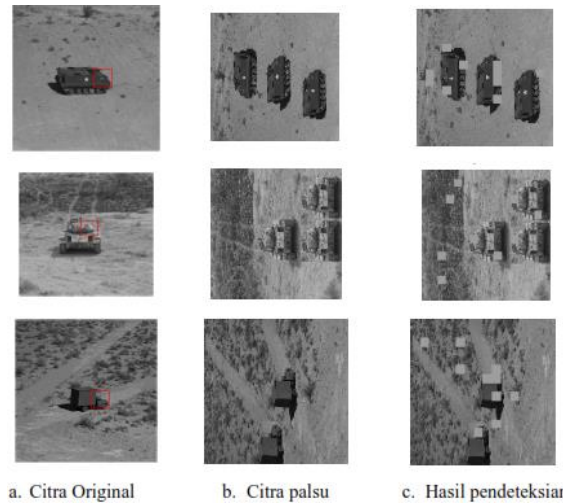 a. Citra Original
b. Citra palsu
c. Hasil pendeteksian